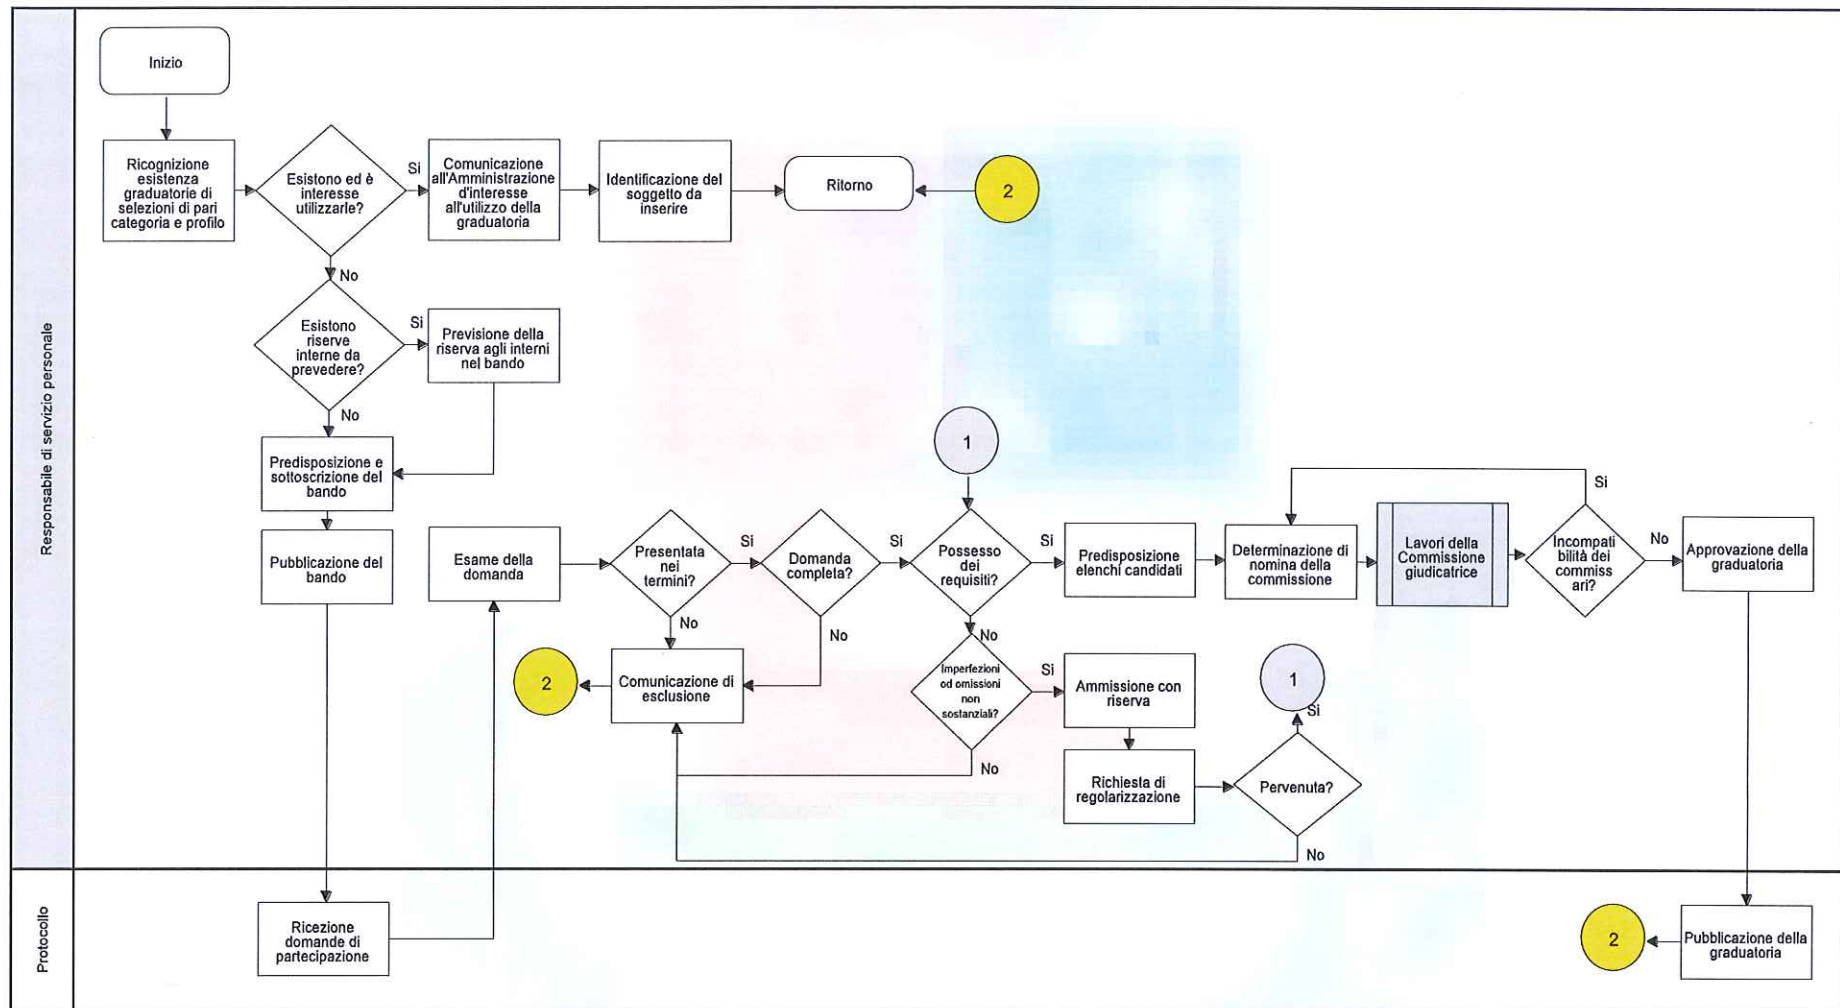 Responsabile di servizio personale
Inizio
Ricognizione
esistenza
graduatorie di
selezioni di pari
categoria e profilo
Esistono ed è
interesse
utilizzarle?
Si
Comunicazione
all'Amministrazione
d'interesse
all'utilizzo della
graduatoria
Identificazione del
soggetto da
inserire
Ritorno
2
No
Esistono
riserve
interne da
prevedere?
Si
Previsione della
riserva agli interni
nel bando
No
Predisposizione e
sottoscrizione del
bando
Pubblicazione del
bando
Esame della
domanda
Presentata
nei
termini?
Si
Domanda
completa?
Si
1
Possesso
dei
requisiti?
Si
Predisposizione
elenchi candidati
Determinazione di
nomina della
commissione
Lavori della
Commissione
giudicatrice
Si
Incompati
bilità dei
commiss
ari?
No
Approvazione della
graduatoria
No
No
No
2
Comunicazione di
esclusione
Imperfezioni
od omissioni
non
sostanziali?
Si
Ammissione con
riserva
1
Si
No
Richiesta di
regolarizzazione
Pervenuta?
No
Protocollo
Ricezione
domande di
partecipazione
2
Pubblicazione della
graduatoria